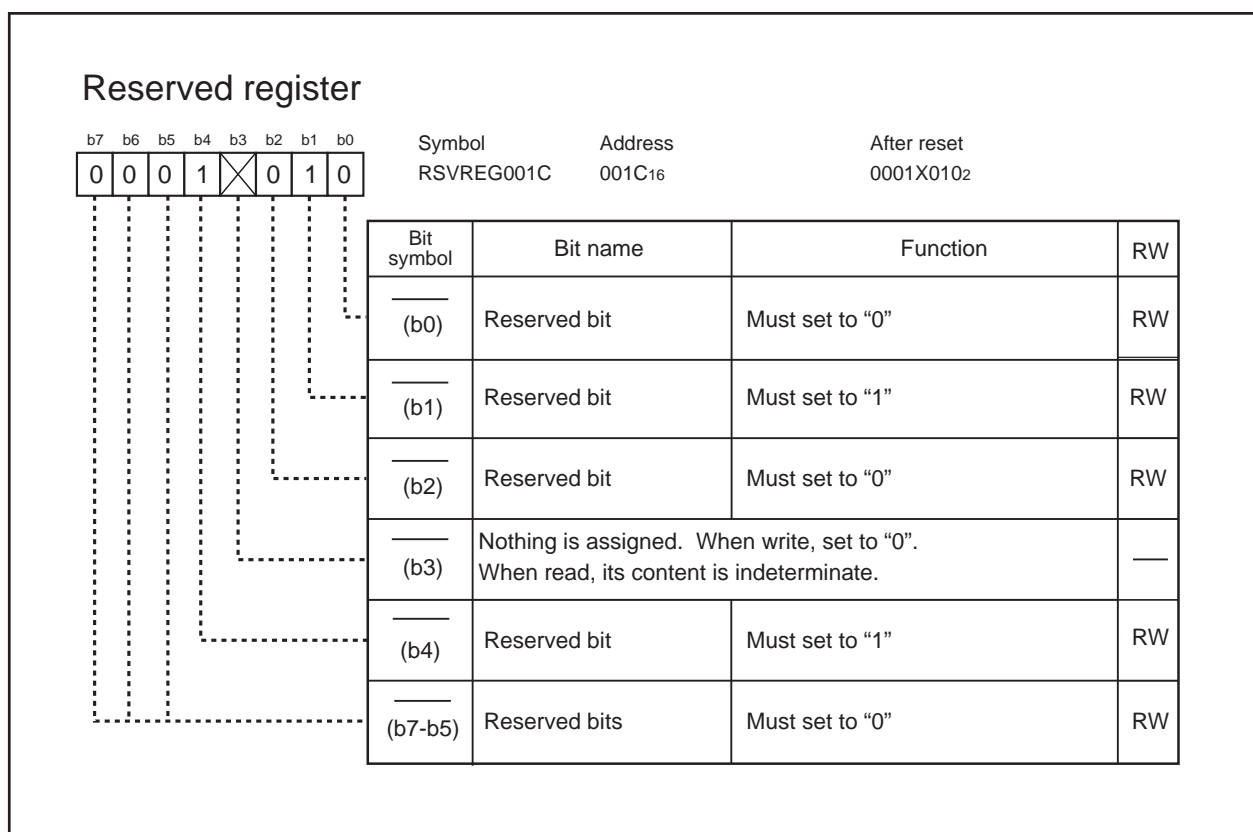 Reserved register
b7 b6 b5 b4 b3 b2 b1 b0
0 0 0 1 0 1 0
Symbol Address After reset
RSVREG001C 001C16 0001X0102
Bit symbol Bit name Function RW
(b0) Reserved bit Must set to “0” RW
(b1) Reserved bit Must set to “1” RW
(b2) Reserved bit Must set to “0” RW
(b3) Nothing is assigned. When write, set to “0”.
When read, its content is indeterminate. —
(b4) Reserved bit Must set to “1” RW
(b7-b5) Reserved bits Must set to “0” RW